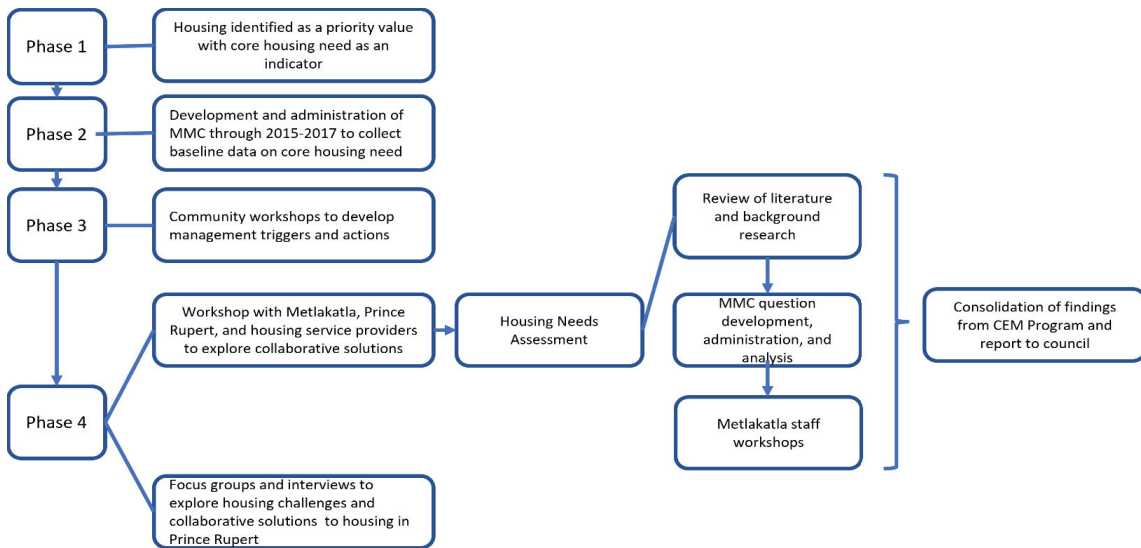 Phase 1
Housing identified as a priority value
with core housing need as an
indicator
Phase 2
Development and administration of
MMC through 2015-2017 to collect
baseline data on core housing need
Phase 3
Community workshops to develop
management triggers and actions
Phase 4
Workshop with Metlakatla, Prince
Rupert, and housing service providers
to explore collaborative solutions
Focus groups and interviews to
explore housing challenges and
collaborative solutions to housing in
Prince Rupert
Housing Needs
Assessment
Review of literature
and background
research
MMC question
development,
administration, and
analysis
Metlakatla staff
workshops
Consolidation of findings
from CEM Program and
report to council